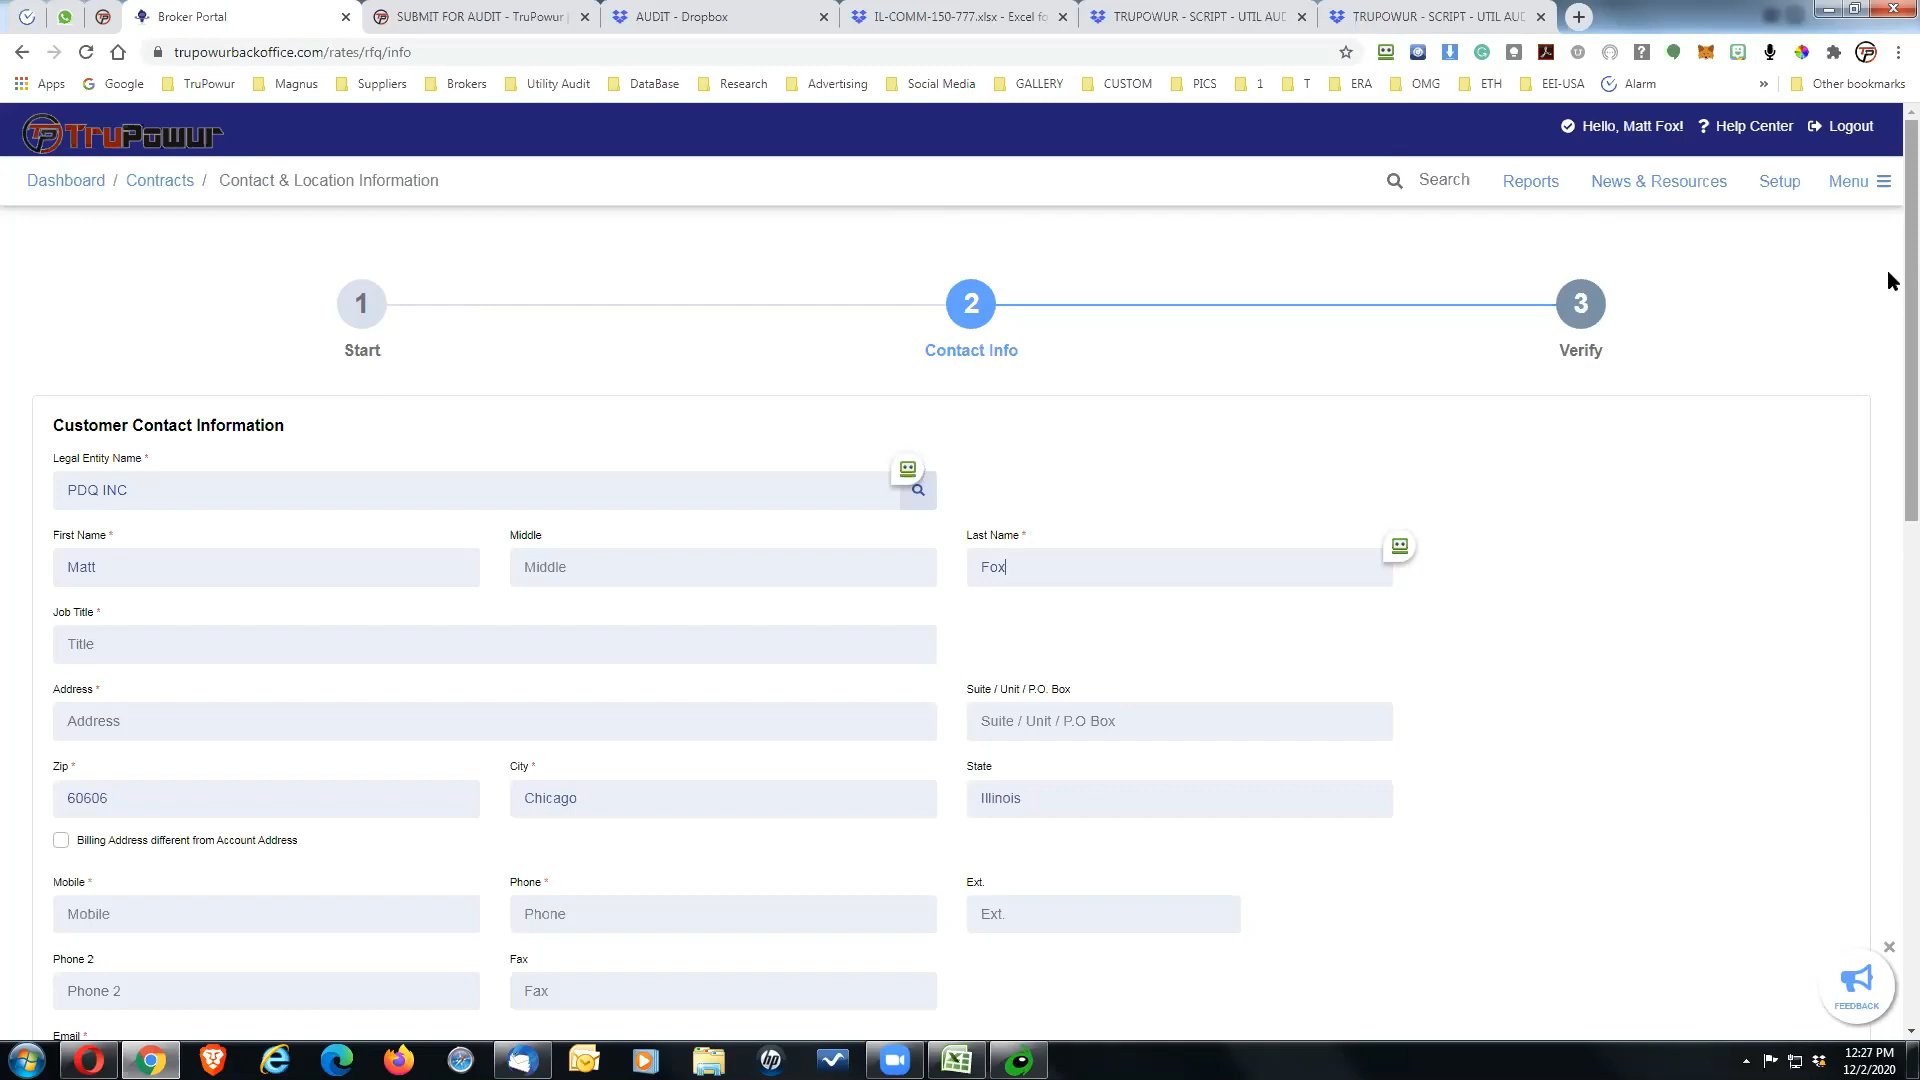 Broker Portal
SUBMIT FOR AUDIT - TruPowur |
AUDIT - Dropbox
IL-COMM-150-777.xlsx - Excel fo
TRUPOWUR - SCRIPT - UTIL AUD
TRUPOWUR - SCRIPT - UTIL AUD
trupowurbackoffice.com/rates/rfq/info
Apps
Google
TruPowur
Magnus
Suppliers
Brokers
Utility Audit
DataBase
Research
Advertising
Social Media
GALLERY
CUSTOM
PICS
1
T
ERA
OMG
ETH
EEI-USA
Alarm
»
Other bookmarks
TP TruPowur
Hello, Matt Fox!
? Help Center
Logout
Dashboard / Contracts / Contact & Location Information
Search
Reports
News & Resources
Setup
Menu
1
2
3
Start
Contact Info
Verify
Customer Contact Information
Legal Entity Name *
PDQ INC
First Name *
Middle
Last Name *
Matt
Middle
Fox
Job Title *
Title
Address *
Suite / Unit / P.O. Box
Address
Suite / Unit / P.O Box
Zip *
City *
State
60606
Chicago
Illinois
Billing Address different from Account Address
Mobile *
Phone *
Ext.
Mobile
Phone
Ext.
Phone 2
Fax
Phone 2
Fax
FEEDBACK
Email *
12:27 PM
12/2/2020